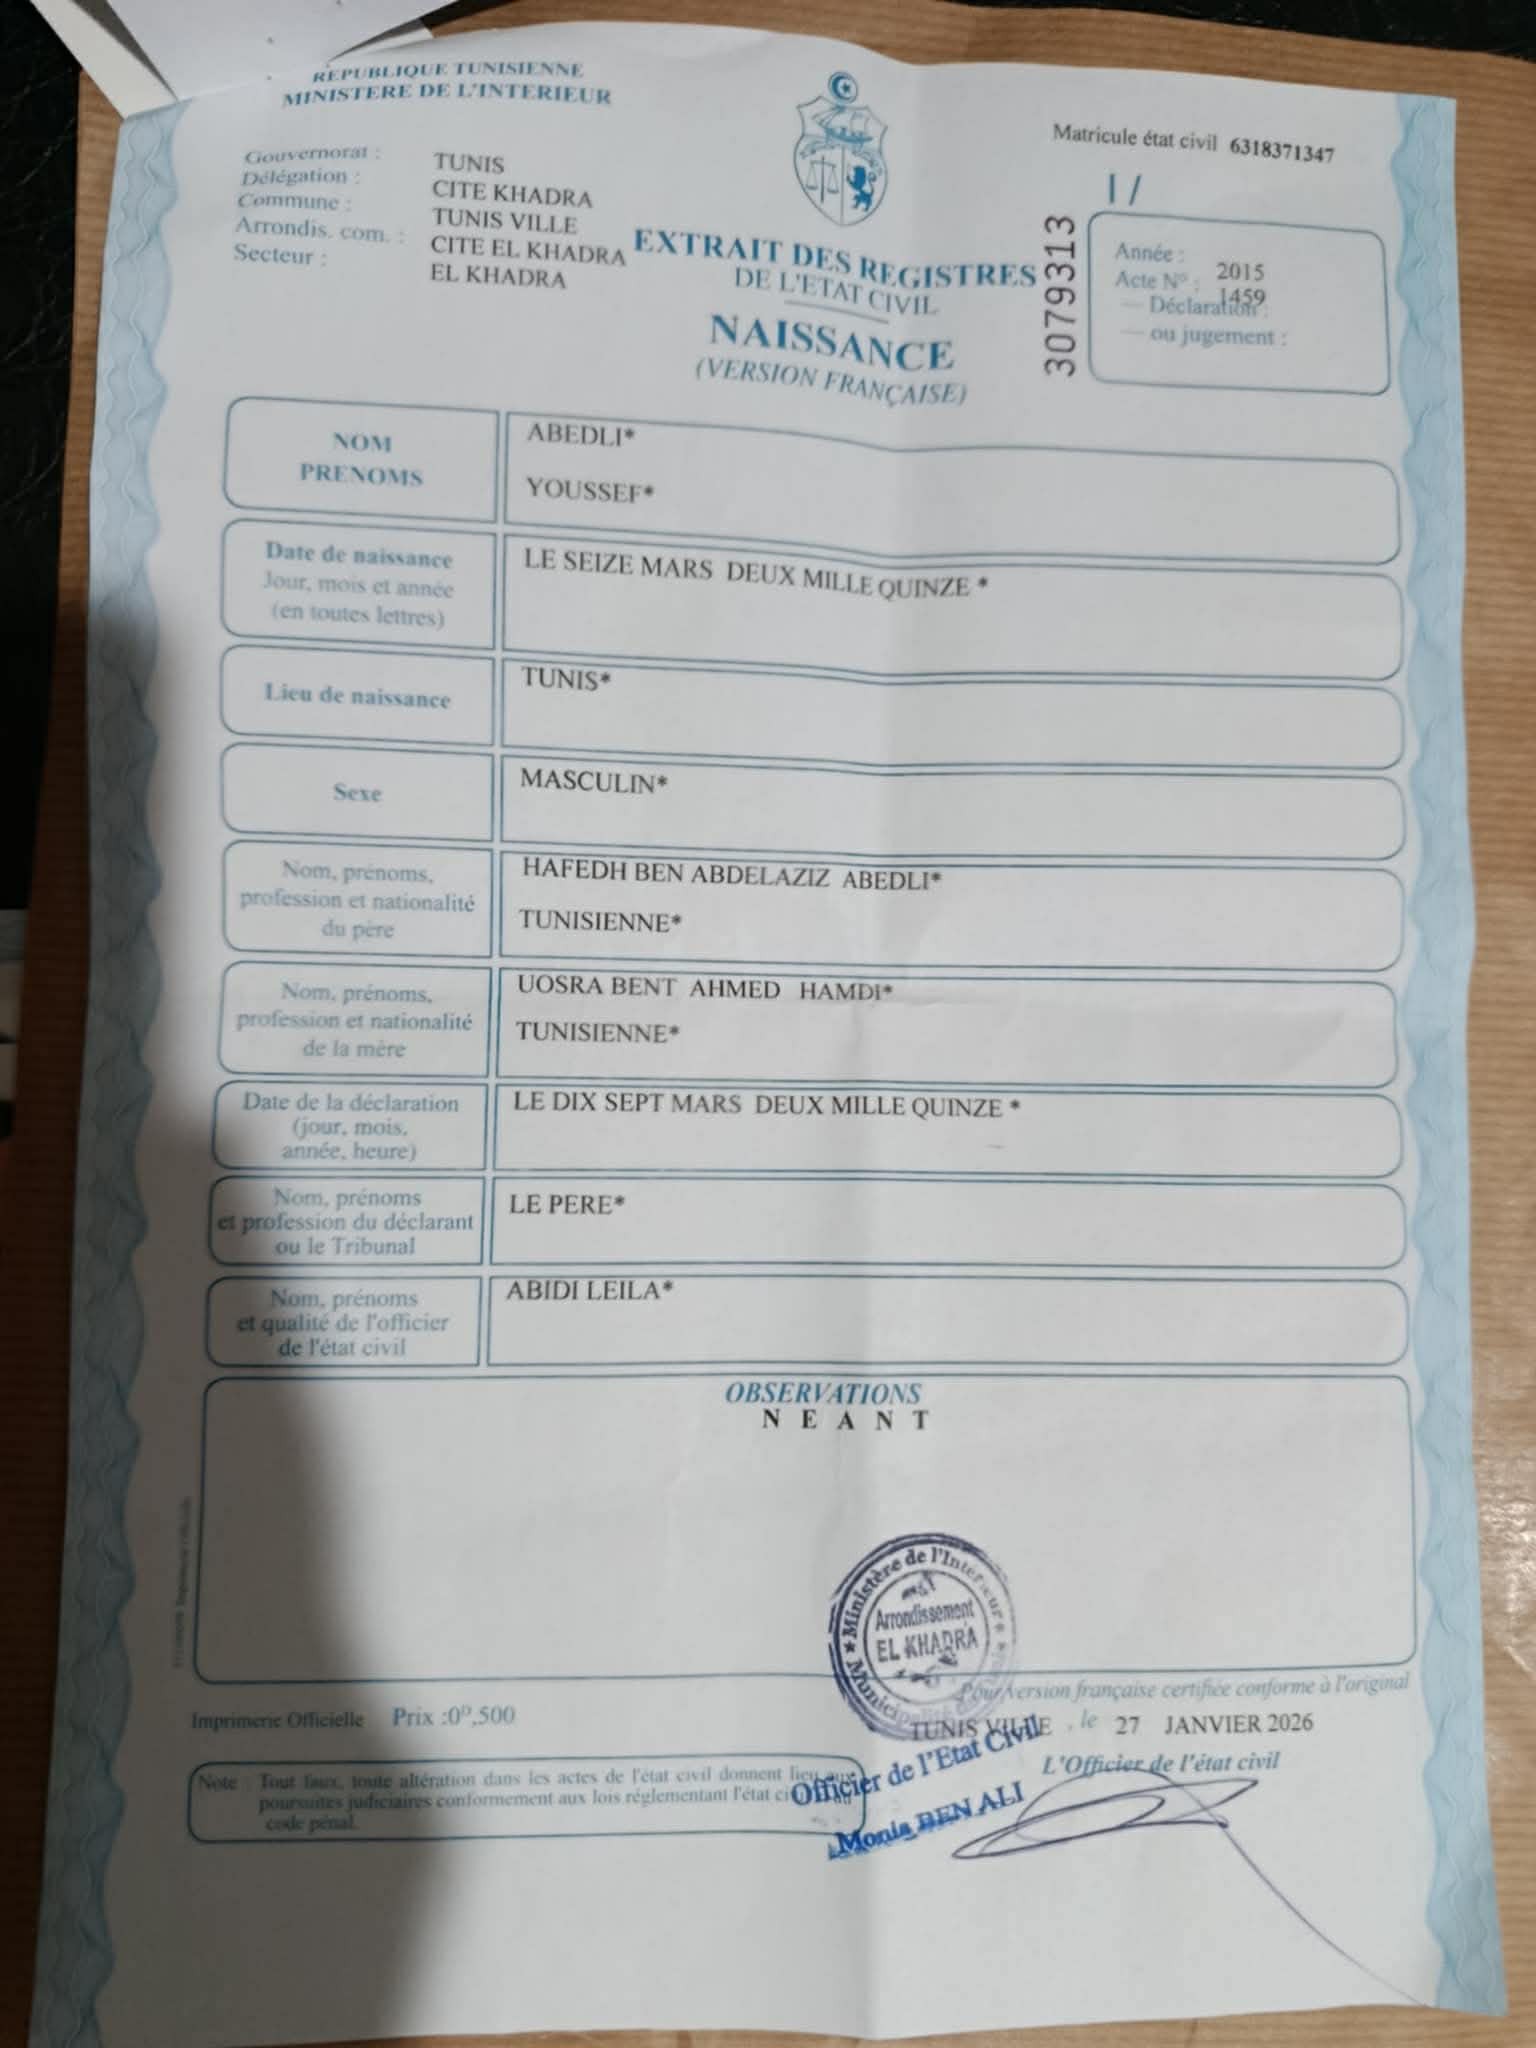 REPUBLIQUE TUNISIENNE
MINISTERE DE L'INTERIEUR
Gouvernorat : TUNIS
Délégation : CITE KHADRA
Commune : TUNIS VILLE
Arrondis. com. : CITE EL KHADRA
Secteur : EL KHADRA
EXTRAIT DES REGISTRES
DE L'ETAT CIVIL
NAISSANCE
(VERSION FRANÇAISE)
Matricule état civil 6318371347
I /
3079313
Année : 2015
Acte N° : 1459
— Déclaration :
— ou jugement :
NOM
PRENOMS
ABEDLI*
YOUSSEF*
Date de naissance
Jour, mois et année
(en toutes lettres)
LE SEIZE MARS DEUX MILLE QUINZE *
Lieu de naissance
TUNIS*
Sexe
MASCULIN*
Nom, prénoms,
profession et nationalité
du père
HAFEDH BEN ABDELAZIZ ABEDLI*
TUNISIENNE*
Nom, prénoms,
profession et nationalité
de la mère
UOSRA BENT AHMED HAMDI*
TUNISIENNE*
Date de la déclaration
(jour, mois,
année, heure)
LE DIX SEPT MARS DEUX MILLE QUINZE *
Nom, prénoms
et profession du déclarant
ou le Tribunal
LE PERE*
Nom, prénoms
et qualité de l'officier
de l'état civil
ABIDI LEILA*
OBSERVATIONS
N E A N T
Ministère de l'Intérieur
Arrondissement
EL KHADRA
Municipalité
Pour version française certifiée conforme à l'original
Imprimerie Officielle Prix :0ᴰ,500
TUNIS VILLE , le 27 JANVIER 2026
L'Officier de l'état civil
Officier de l'Etat Civil
Monia BEN ALI
Note : Tout faux, toute altération dans les actes de l'état civil donnent lieu aux
poursuites judiciaires conformement aux lois réglementant l'état civil
code pénal.